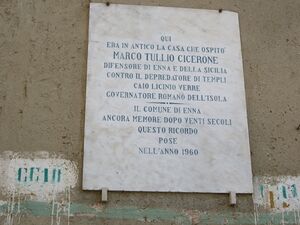 QUI
ERA IN ANTICO LA CASA CHE OSPITÒ
MARCO TULLIO CICERONE
DIFENSORE DI ENNA E DELLA SICILIA
CONTRO IL DEPREDATORE DI TEMPLI
CAIO LICINIO VERRE
GOVERNATORE ROMANO DELL'ISOLA
IL COMUNE DI ENNA
ANCORA MEMORE DOPO VENTI SECOLI
QUESTO RICORDO
POSE
NELL'ANNO 1960